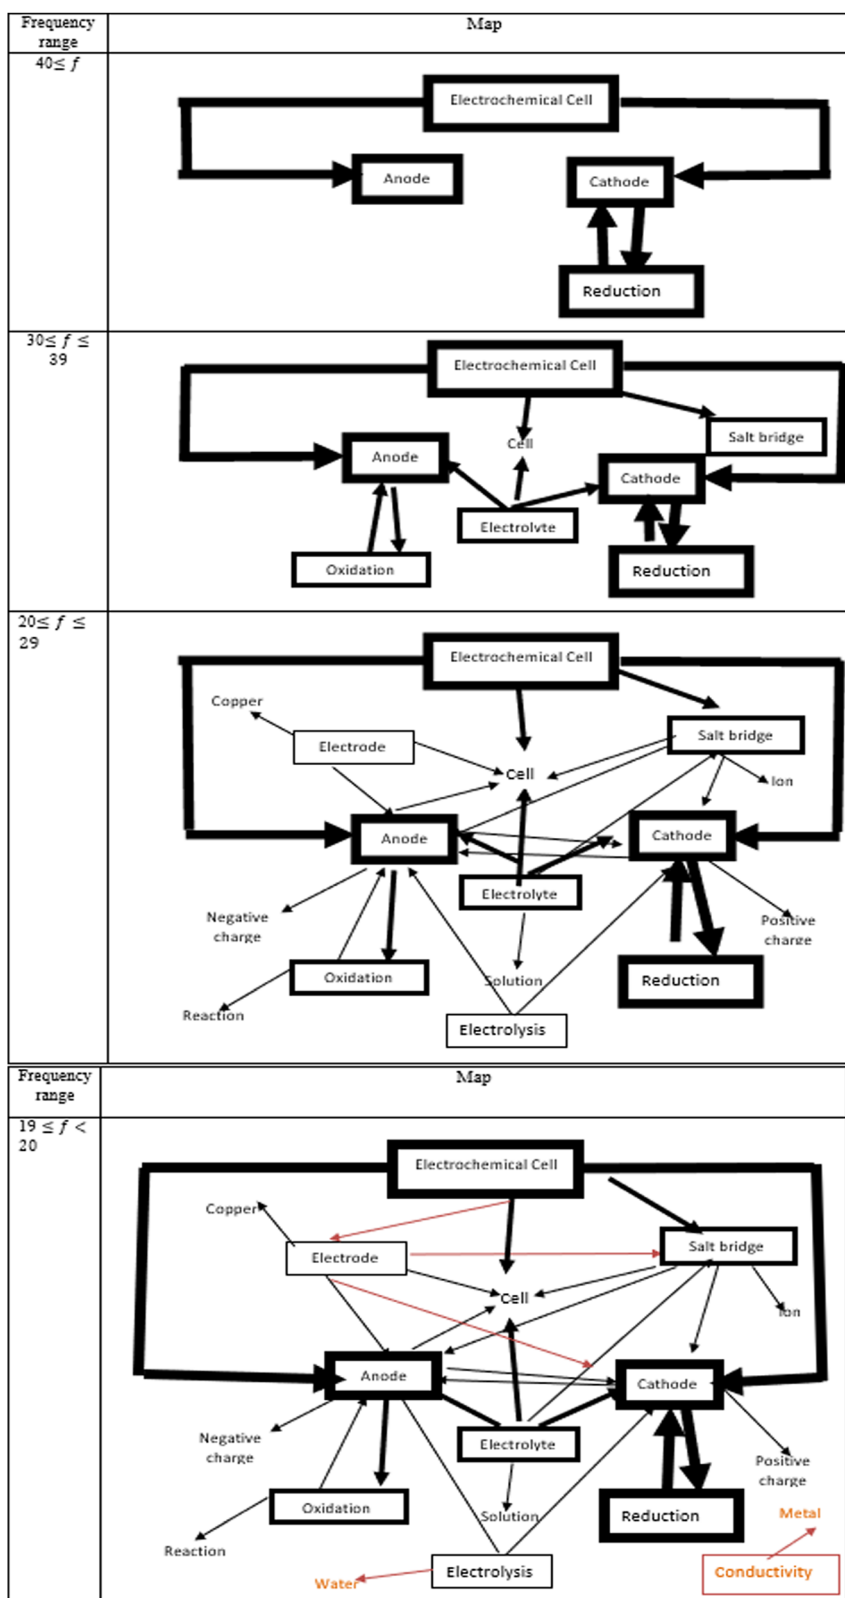 Frequency range
Map
40≤ f
Electrochemical Cell
Anode
Cathode
Reduction
30≤ f ≤
39
Electrochemical Cell
Cell
Salt bridge
Anode
Cathode
Electrolyte
Oxidation
Reduction
20≤ f ≤
29
Electrochemical Cell
Copper
Electrode
Salt bridge
Cell
Ion
Anode
Cathode
Electrolyte
Negative
charge
Positive
charge
Oxidation
Solution
Reduction
Reaction
Electrolysis
Frequency
range
Map
19 ≤ f <
20
Electrochemical Cell
Copper
Electrode
Salt bridge
Cell
Ion
Anode
Cathode
Negative
charge
Electrolyte
Positive
charge
Oxidation
Solution
Reduction
Metal
Reaction
Water
Electrolysis
Conductivity